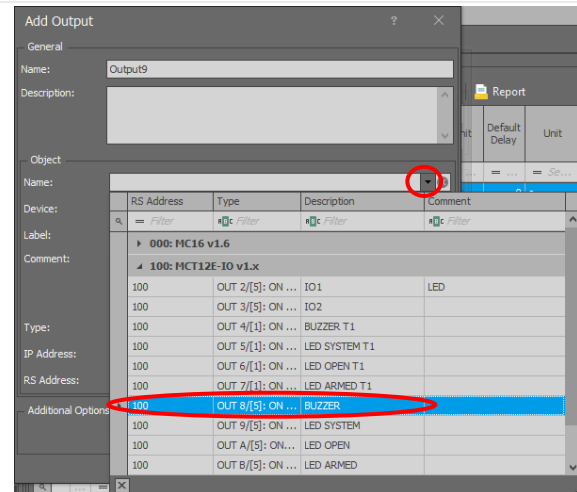 Add Output ? ×
General
Name: Output9
Description:
Report
Default Delay Unit
Object
= ... = Se...
Name:
RS Address Type Description Comment
= Filter Filter Filter Filter
Device:
Label:
000: MC16 v1.6
Comment:
100: MCT12E-IO v1.x
100 OUT 2/[5]: ON ... IO1 LED
100 OUT 3/[5]: ON ... IO2
Type:
100 OUT 4/[1]: ON ... BUZZER T1
100 OUT 5/[1]: ON ... LED SYSTEM T1
IP Address:
100 OUT 6/[1]: ON ... LED OPEN T1
RS Address:
100 OUT 7/[1]: ON ... LED ARMED T1
Additional Options
100 OUT 8/[5]: ON ... BUZZER
100 OUT 9/[5]: ON ... LED SYSTEM
100 OUT A/[5]: ON... LED OPEN
100 OUT B/[5]: ON ... LED ARMED